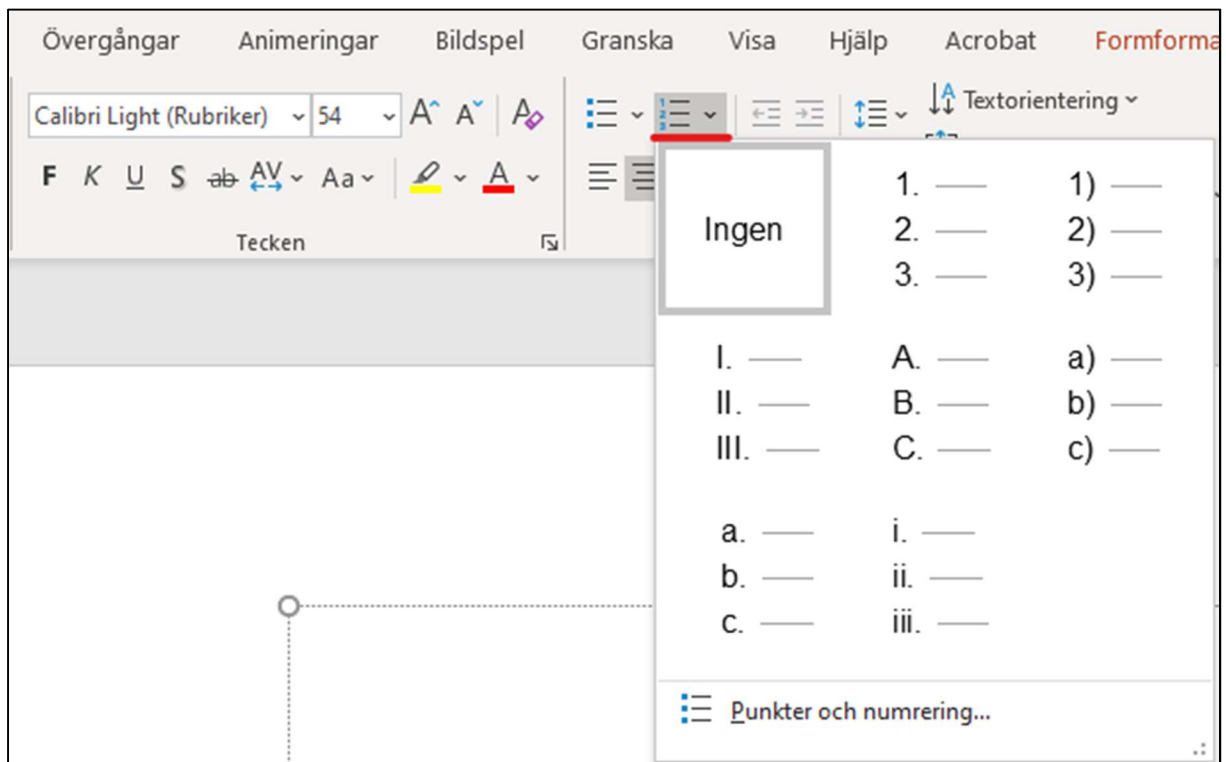 Övergångar Animeringar Bildspel Granska Visa Hjälp Acrobat Formforma
Calibri Light (Rubriker) 54 A A A Textorientering
F K U S ab AV Aa A
Tecken
Ingen
1.
2.
3.
1)
2)
3)
I.
II.
III.
A.
B.
C.
a)
b)
c)
a.
b.
c.
i.
ii.
iii.
Punkter och numrering...